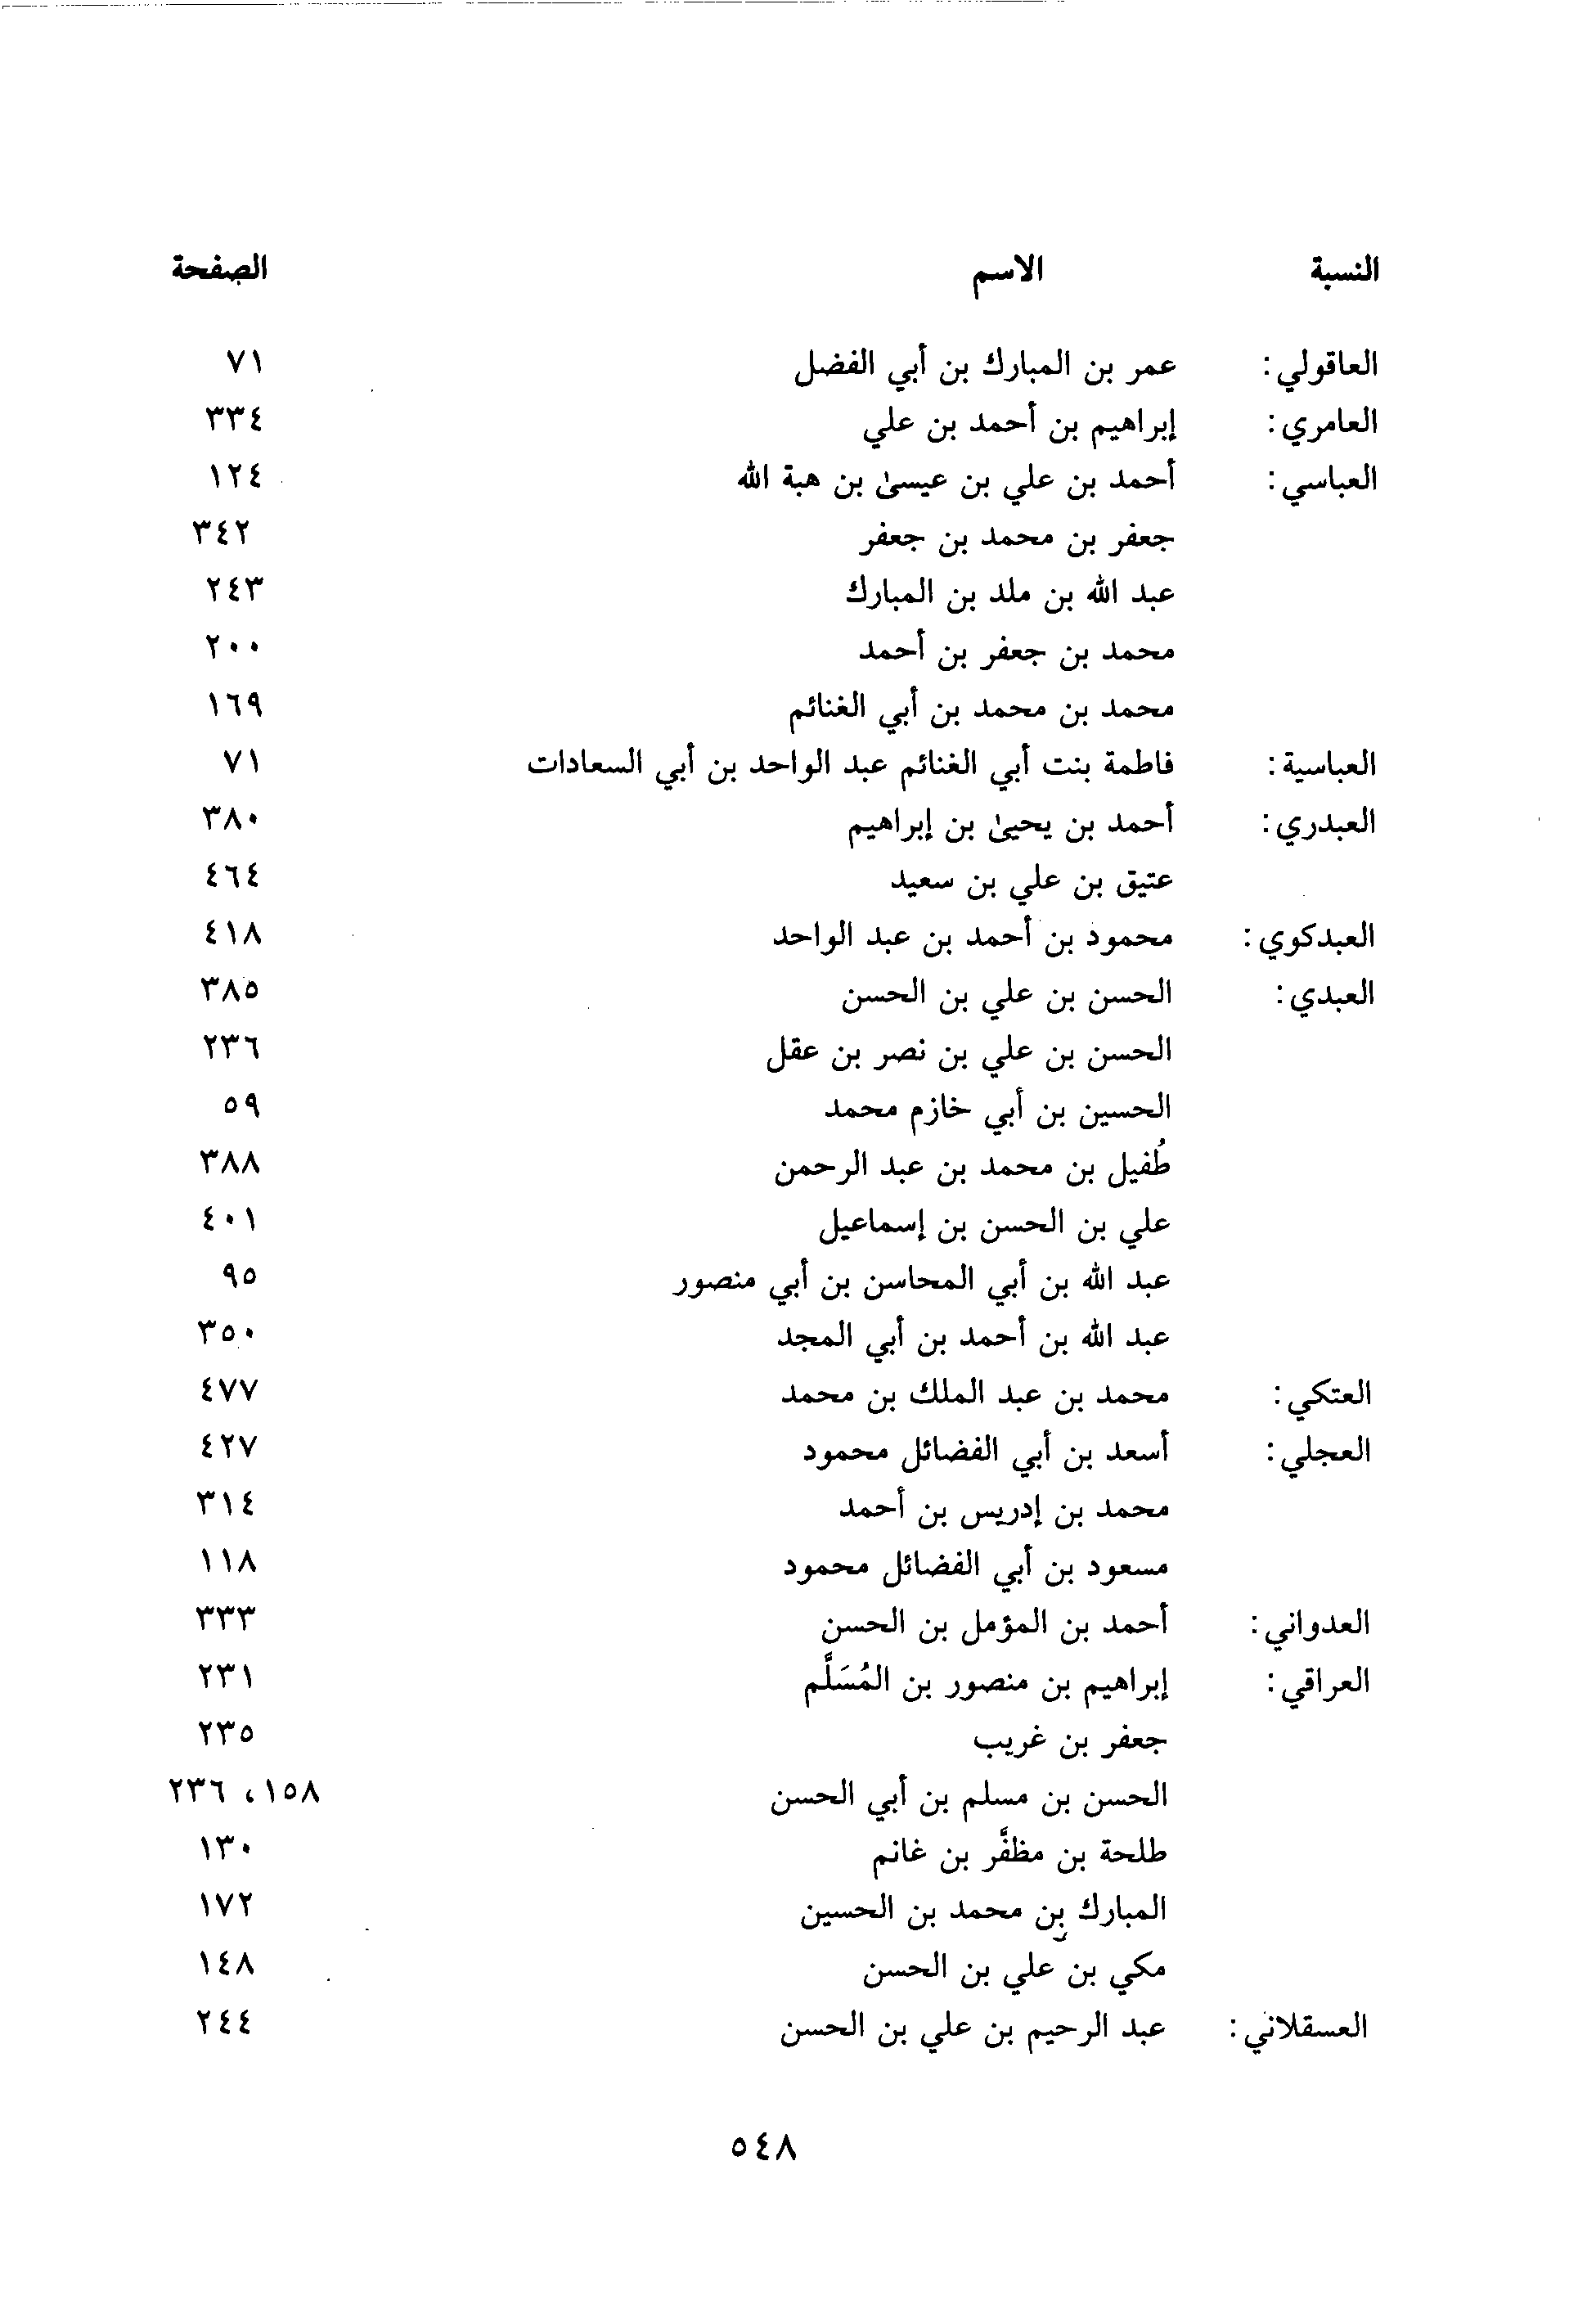 النسبة الاسم الصفحة
العاقولي: عمر بن المبارك بن أبي الفضل ٧١
العامري: إبراهيم بن أحمد بن علي ٣٣٤
العباسي: أحمد بن علي بن عيسىٰ بن هبة الله ١٢٤
جعفر بن محمد بن جعفر ٣٤٢
عبد الله بن ملد بن المبارك ٢٤٣
محمد بن جعفر بن أحمد ٢٠٠
محمد بن محمد بن أبي الغنائم ١٦٩
العباسية: فاطمة بنت أبي الغنائم عبد الواحد بن أبي السعادات ٧١
العبدري: أحمد بن يحيىٰ بن إبراهيم ٣٨٠
عتيق بن علي بن سعيد ٤٦٤
العبدكوي: محمود بن أحمد بن عبد الواحد ٤١٨
العبدي: الحسن بن علي بن الحسن ٣٨٥
الحسن بن علي بن نصر بن عقل ٢٣٦
الحسين بن أبي خازم محمد ٥٩
طُفيل بن محمد بن عبد الرحمن ٣٨٨
علي بن الحسن بن إسماعيل ٤٠١
عبد الله بن أبي المحاسن بن أبي منصور ٩٥
عبد الله بن أحمد بن أبي المجد ٣٥٠
العتكي: محمد بن عبد الملك بن محمد ٤٧٧
العجلي: أسعد بن أبي الفضائل محمود ٤٢٧
محمد بن إدريس بن أحمد ٣١٤
مسعود بن أبي الفضائل محمود ١١٨
العدواني: أحمد بن المؤمل بن الحسن ٣٣٣
العراقي: إبراهيم بن منصور بن المُسَلَّم ٢٣١
جعفر بن غريب ٢٣٥
الحسن بن مسلم بن أبي الحسن ١٥٨، ٢٣٦
طلحة بن مظفَّر بن غانم ١٣٠
المبارك بن محمد بن الحسين ١٧٢
مكي بن علي بن الحسن ١٤٨
العسقلاني: عبد الرحيم بن علي بن الحسن ٢٤٤
٥٤٨